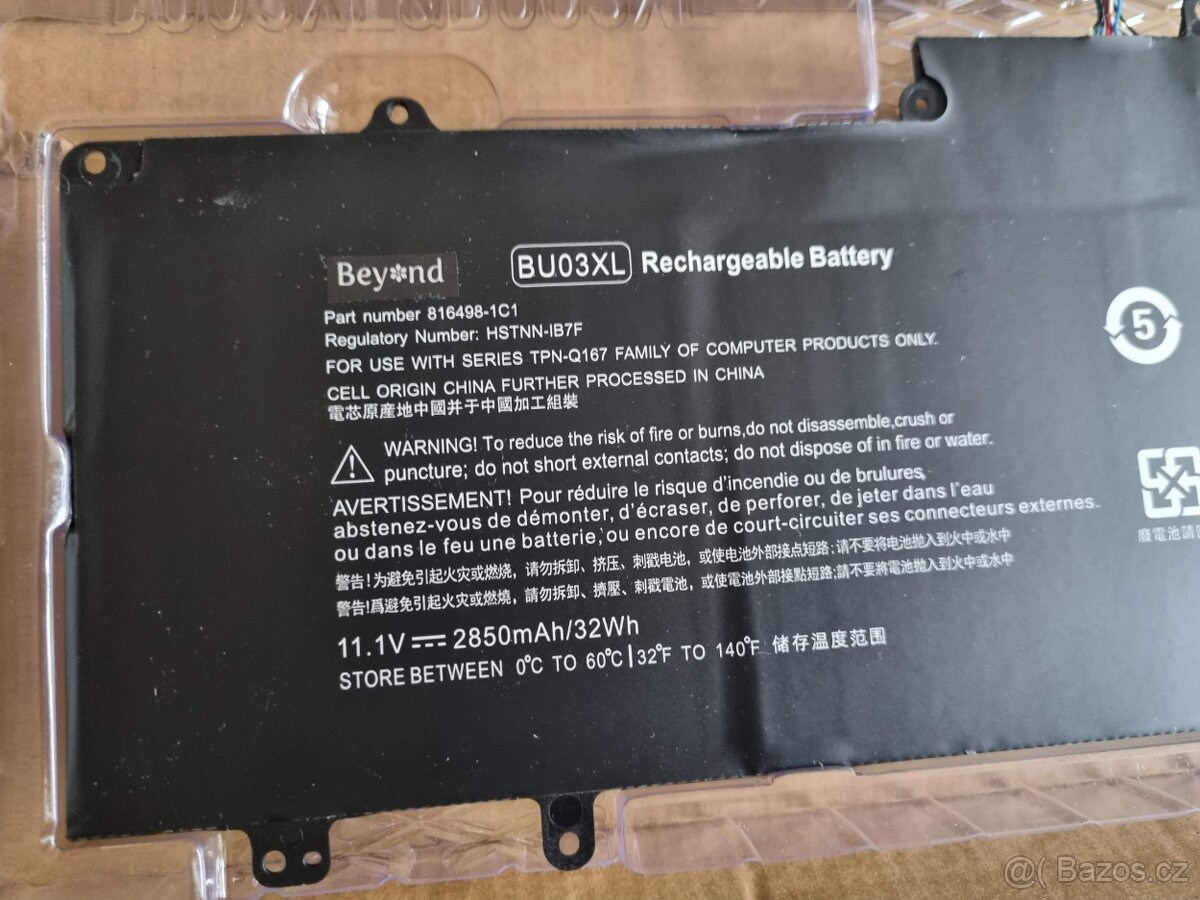 Beyond
BU03XL Rechargeable Battery
Part number 816498-1C1
Regulatory Number: HSTNN-IB7F
FOR USE WITH SERIES TPN-Q167 FAMILY OF COMPUTER PRODUCTS ONLY.
CELL ORIGIN CHINA FURTHER PROCESSED IN CHINA
電芯原産地中國并于中國加工組裝
5
WARNING! To reduce the risk of fire or burns,do not disassemble,crush or
puncture; do not short external contacts; do not dispose of in fire or water.
AVERTISSEMENT! Pour réduire le risque d'incendie ou de brulures,
abstenez-vous de démonter, d'écraser, de perforer, de jeter dans l'eau
ou dans le feu une batterie, ou encore de court-circuiter ses connecteurs externes.
警告!为避免引起火灾或燃烧，请勿拆卸、挤压、刺戳电池，或使电池外部接点短路;请不要将电池抛入到火中或水中
警告!爲避免引起火灾或燃燒，請勿拆卸、擠壓、刺戳電池，或使電池外部接點短路;請不要將電池抛入到火中或水中
廢電池請
11.1V 2850mAh/32Wh
STORE BETWEEN 0℃ TO 60℃|32℉ TO 140℉ 储存温度范围
@( Bazos.cz